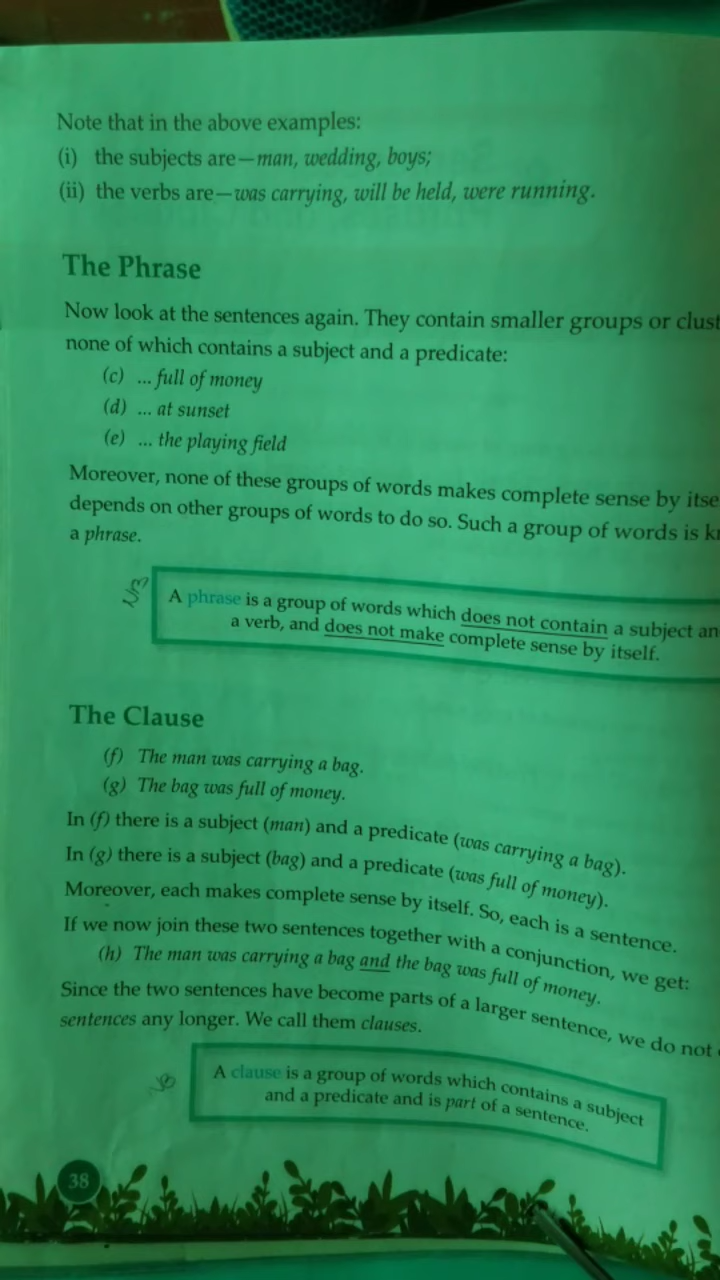 Note that in the above examples:
(i) the subjects are—man, wedding, boys;
(ii) the verbs are—was carrying, will be held, were running.
The Phrase
Now look at the sentences again. They contain smaller groups or clust
none of which contains a subject and a predicate:
(c) ... full of money
(d) ... at sunset
(e) ... the playing field
Moreover, none of these groups of words makes complete sense by itse
depends on other groups of words to do so. Such a group of words is k
a phrase.
A phrase is a group of words which does not contain a subject an
a verb, and does not make complete sense by itself.
The Clause
(f) The man was carrying a bag.
(g) The bag was full of money.
In (f) there is a subject (man) and a predicate (was carrying a bag).
In (g) there is a subject (bag) and a predicate (was full of money).
Moreover, each makes complete sense by itself. So, each is a sentence.
If we now join these two sentences together with a conjunction, we get:
(h) The man was carrying a bag and the bag was full of money.
Since the two sentences have become parts of a larger sentence, we do not
sentences any longer. We call them clauses.
A clause is a group of words which contains a subject
and a predicate and is part of a sentence.
38